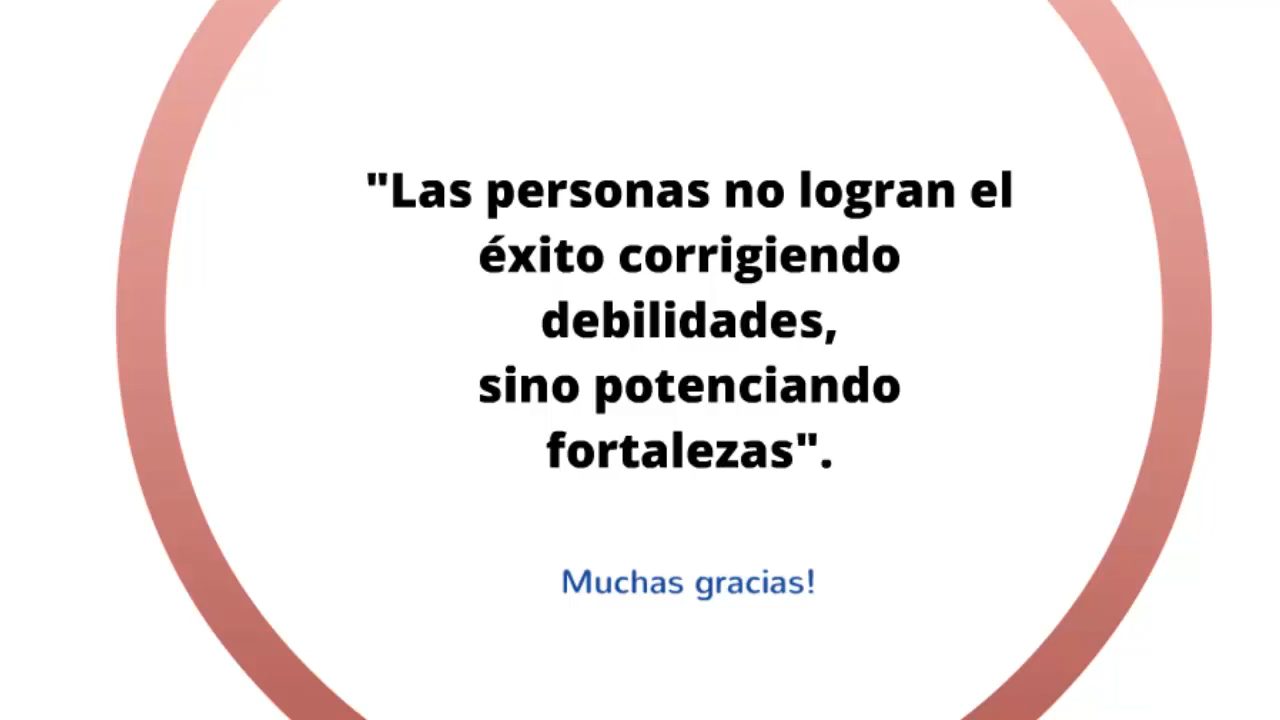 "Las personas no logran el
éxito corrigiendo
debilidades,
sino potenciando
fortalezas".
Muchas gracias!